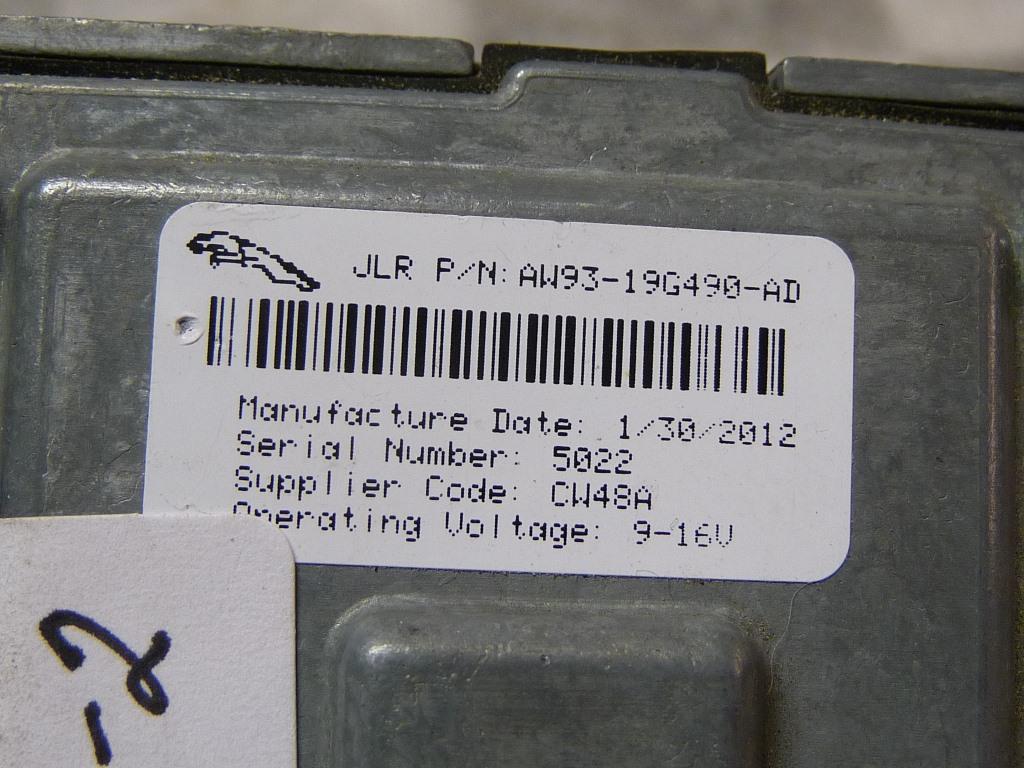 JLR P/N: AW93-19G490-AD
Manufacture Date: 1/30/2012
Serial Number: 5022
Supplier Code: CW48A
Operating Voltage: 9-16V
-2